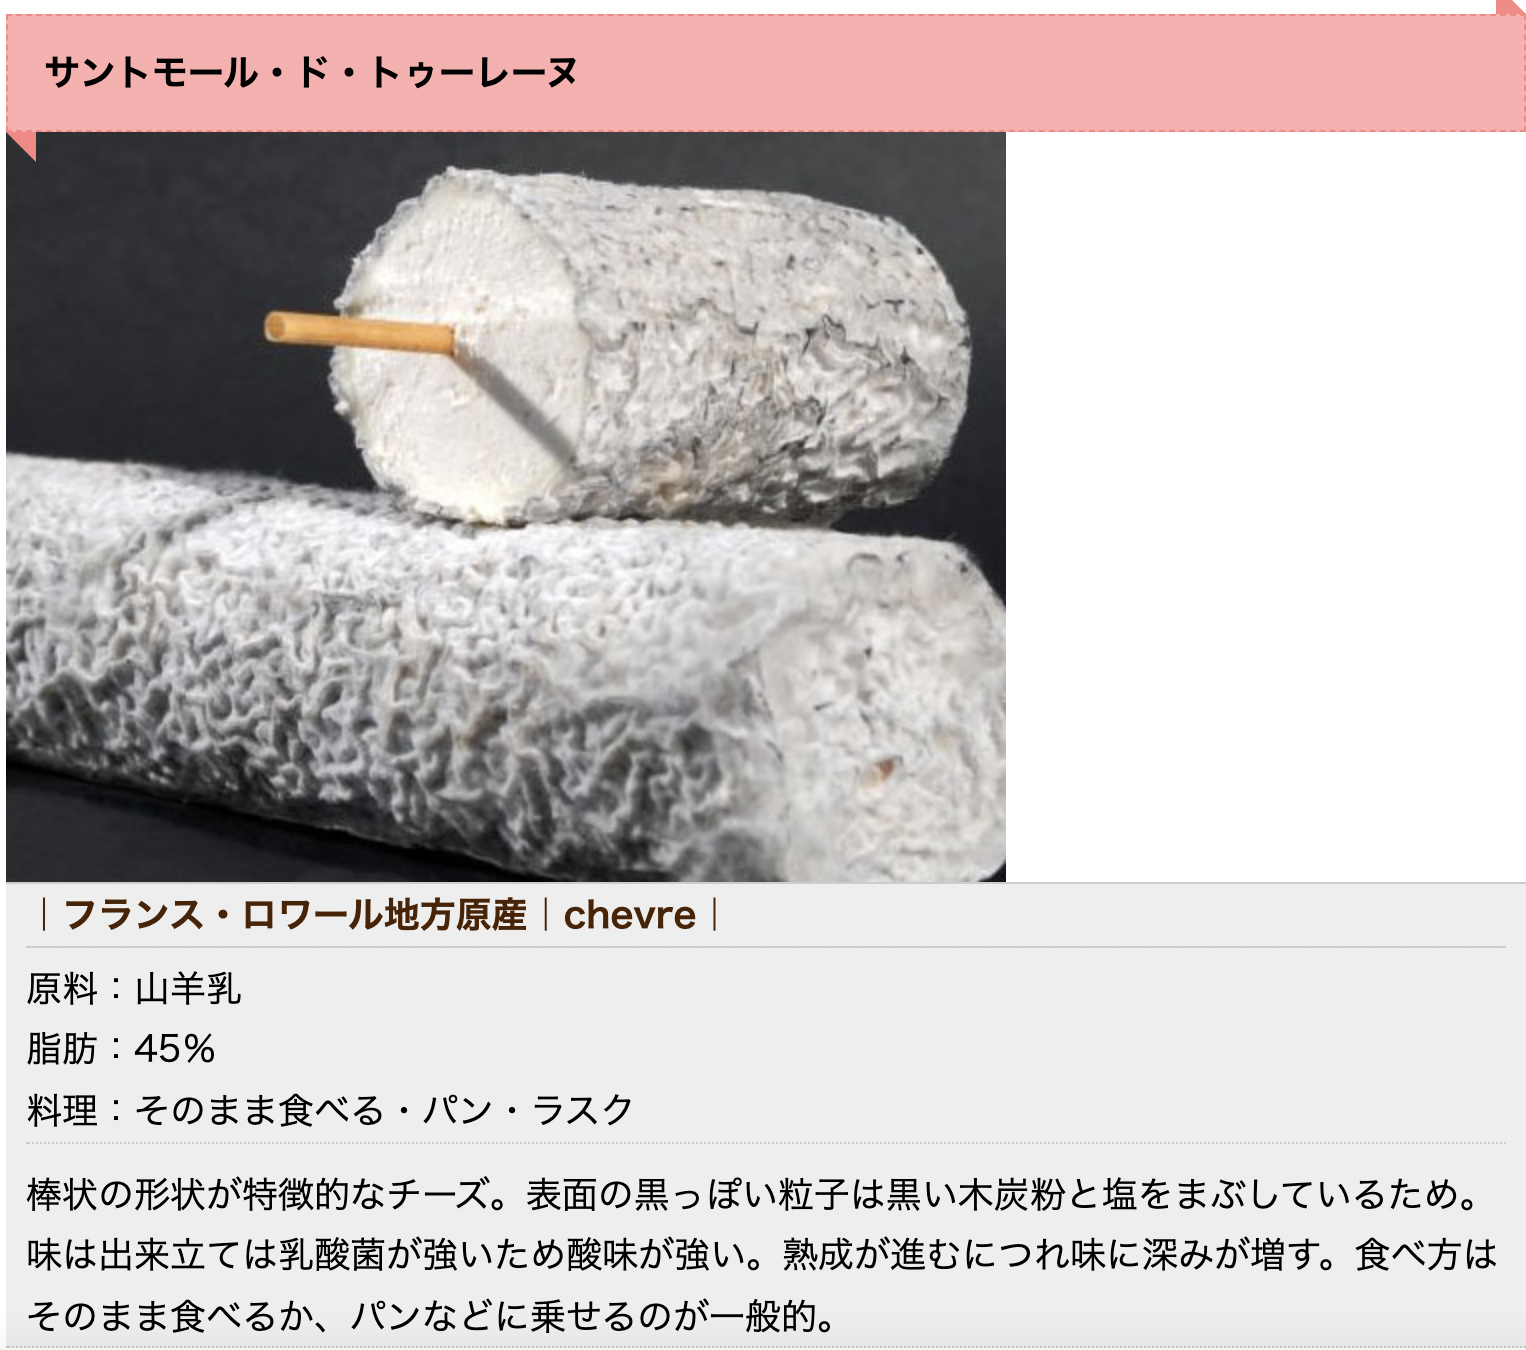 サントモール・ド・トゥーレーヌ
｜フランス・ロワール地方原産｜chevre｜
原料：山羊乳
脂肪：45%
料理：そのまま食べる・パン・ラスク
棒状の形状が特徴的なチーズ。表面の黒っぽい粒子は黒い木炭粉と塩をまぶしているため。
味は出来立ては乳酸菌が強いため酸味が強い。熟成が進むにつれ味に深みが増す。食べ方は
そのまま食べるか、パンなどに乗せるのが一般的。